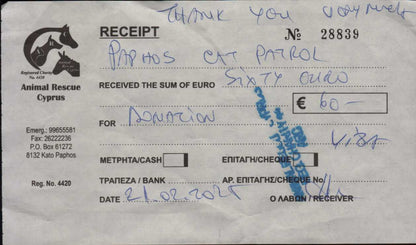 THANK YOU VERY MUCH
RECEIPT
№ 28839
PAPHOS CAT PATROL
Registered Charity
No. 4420
Animal Rescue
Cyprus
RECEIVED THE SUM OF EURO SIXTY EURO
€ 60-
FOR DONATION
VISA
Emerg.: 99655581
Fax: 26222236
P.O. Box 62272
8132 Kato Paphos
ΜΕΤΡΗΤΑ/CASH
ΕΠΙΤΑΓΗ/CHEQUE
Reg. No. 4420
ΤΡΑΠΕΖΑ / BANK
ΑΡ. ΕΠΙΤΑΓΗΣ/CHEQUE No
DATE 21.02.2025
Ο ΛΑΒΩΝ / RECEIVER